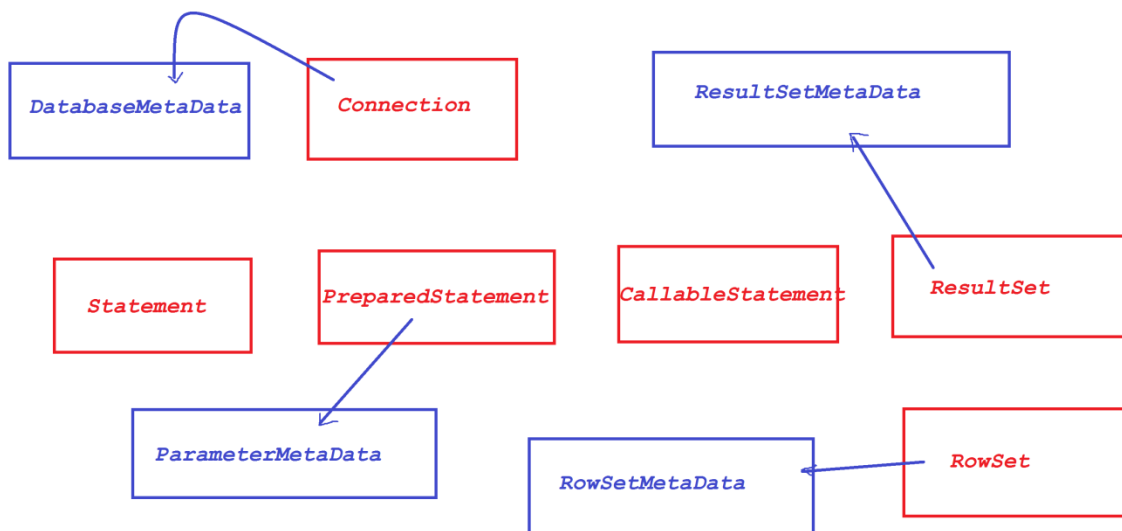 DatabaseMetaData
Connection
ResultSetMetaData
Statement
PreparedStatement
CallableStatement
ResultSet
ParameterMetaData
RowSetMetaData
RowSet